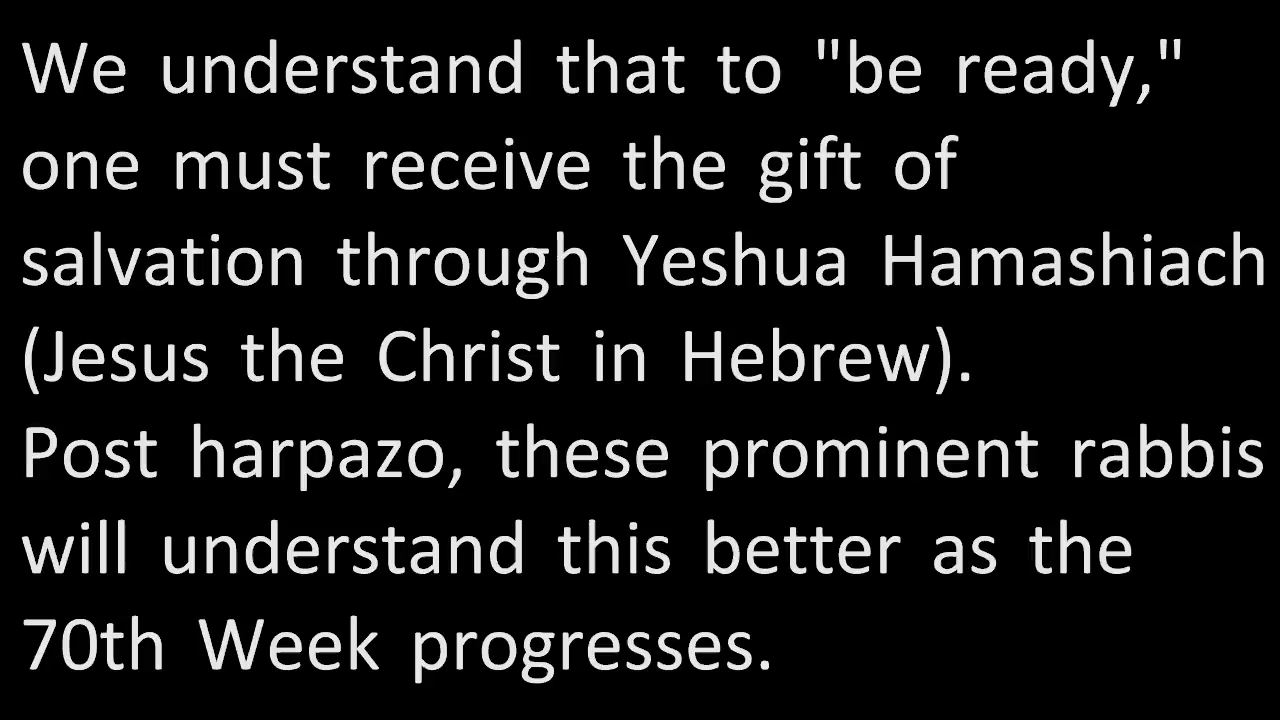 We understand that to "be ready,"
one must receive the gift of
salvation through Yeshua Hamashiach
(Jesus the Christ in Hebrew).
Post harpazo, these prominent rabbis
will understand this better as the
70th Week progresses.